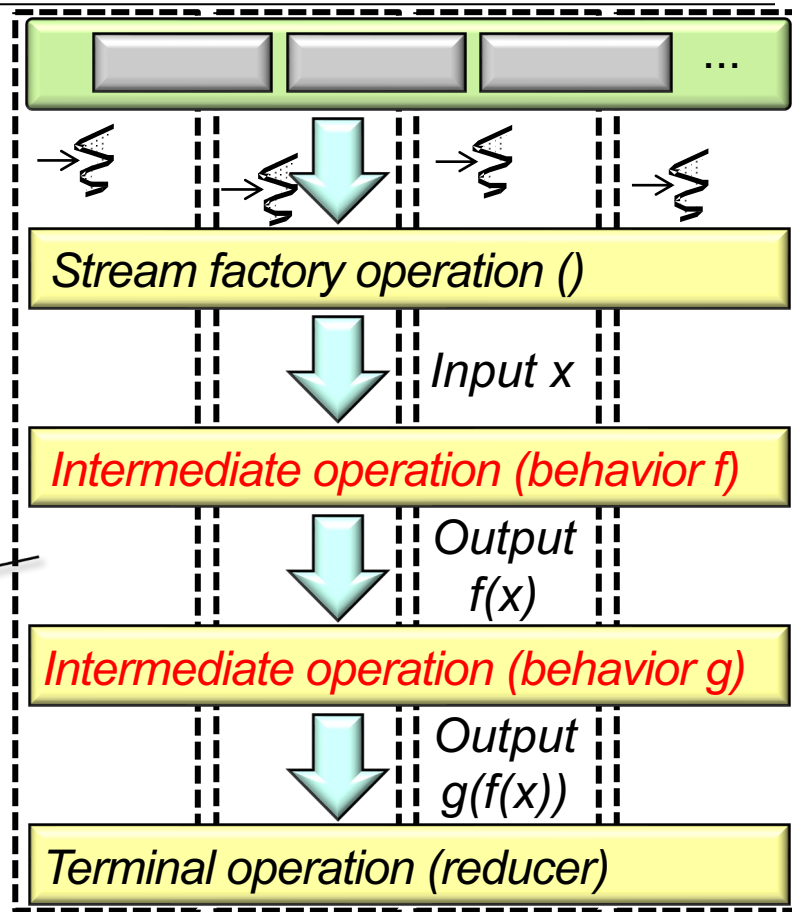 ...
Stream factory operation ()
Input x
Intermediate operation (behavior f)
Output
f(x)
Intermediate operation (behavior g)
Output
g(f(x))
Terminal operation (reducer)